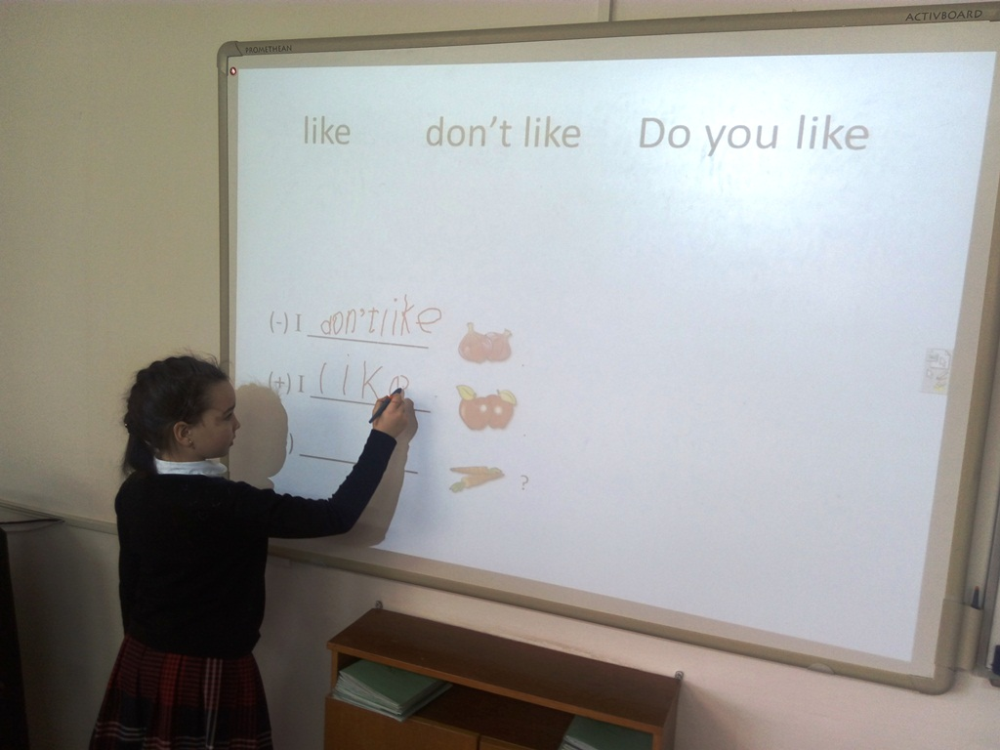 PROMETHEAN
ACTIVBOARD
like don't like Do you like
(-) I don't like
(+) I like
) ?